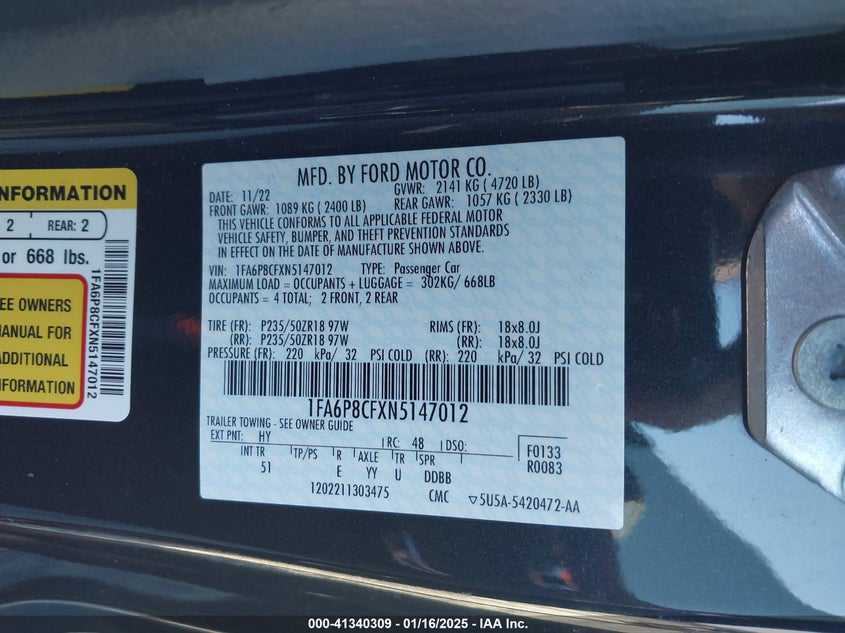 INFORMATION
2 REAR: 2
or 668 lbs.
SEE OWNERS
MANUAL FOR
ADDITIONAL
INFORMATION
1FA6P8CFXN5147012
MFD. BY FORD MOTOR CO.
DATE: 11/22 GVWR: 2141 KG ( 4720 LB)
FRONT GAWR: 1089 KG ( 2400 LB) REAR GAWR: 1057 KG ( 2330 LB)
THIS VEHICLE CONFORMS TO ALL APPLICABLE FEDERAL MOTOR
VEHICLE SAFETY, BUMPER, AND THEFT PREVENTION STANDARDS
IN EFFECT ON THE DATE OF MANUFACTURE SHOWN ABOVE.
VIN: 1FA6P8CFXN5147012 TYPE: Passenger Car
MAXIMUM LOAD = OCCUPANTS + LUGGAGE = 302KG/ 668LB
OCCUPANTS = 4 TOTAL; 2 FRONT, 2 REAR
TIRE (FR): P235/50ZR18 97W RIMS (FR): 18x8.0J
(RR): P235/50ZR18 97W (RR): 18x8.0J
PRESSURE (FR): 220 kPa/ 32 PSI COLD (RR): 220 kPa/ 32 PSI COLD
1FA6P8CFXN5147012
TRAILER TOWING - SEE OWNER GUIDE
EXT PNT: HY RC: 48 DSO: F0133
INT TR TP/PS R AXLE TR SPR R0083
51 E YY U DDBB
1202211303475 CMC ▽5U5A-5420472-AA
000-41340309 - 01/16/2025 - IAA Inc.